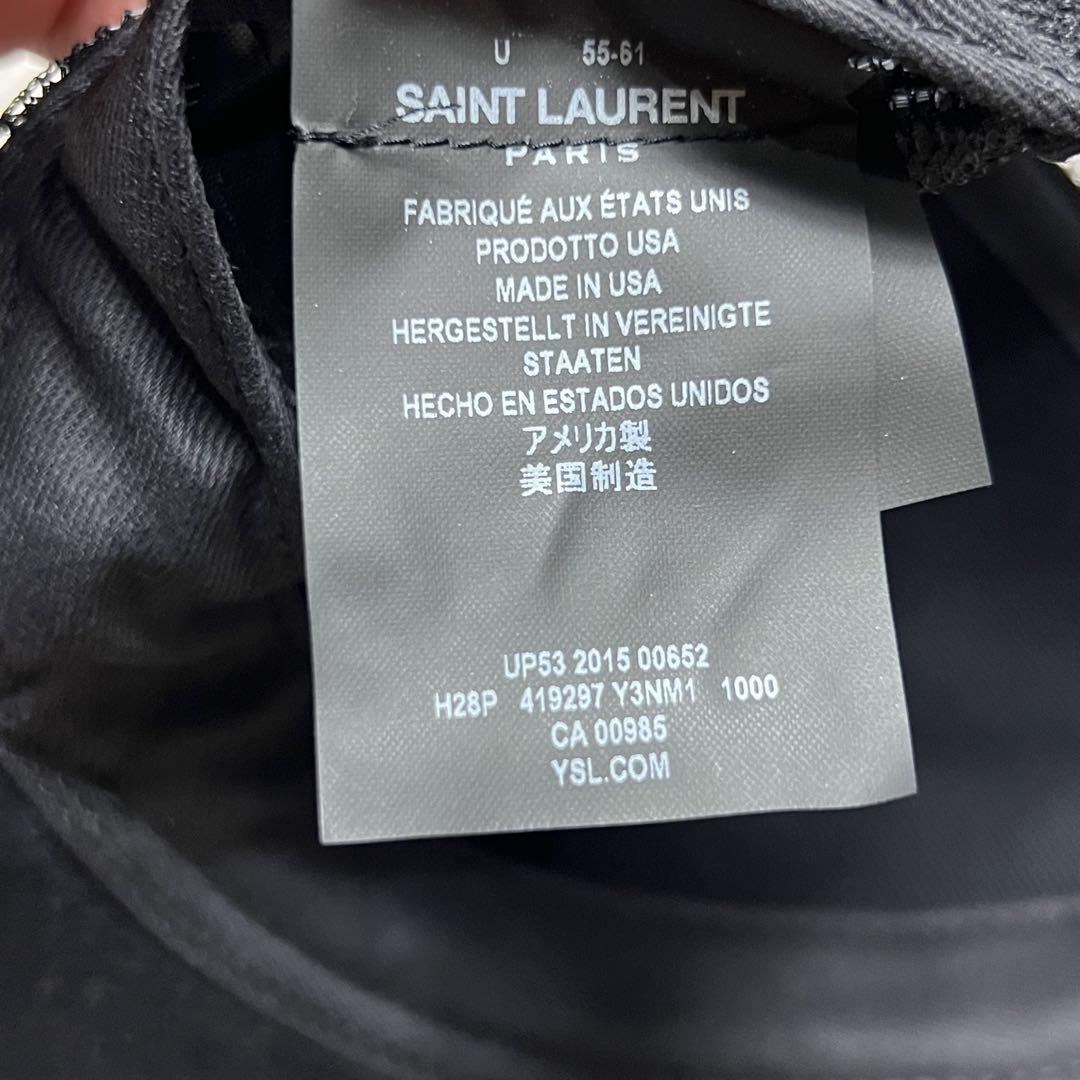 U 55-61
SAINT LAURENT
PARIS
FABRIQUÉ AUX ÉTATS UNIS
PRODOTTO USA
MADE IN USA
HERGESTELLT IN VEREINIGTE
STAATEN
HECHO EN ESTADOS UNIDOS
アメリカ製
美国制造
UP53 2015 00652
H28P 419297 Y3NM1 1000
CA 00985
YSL.COM